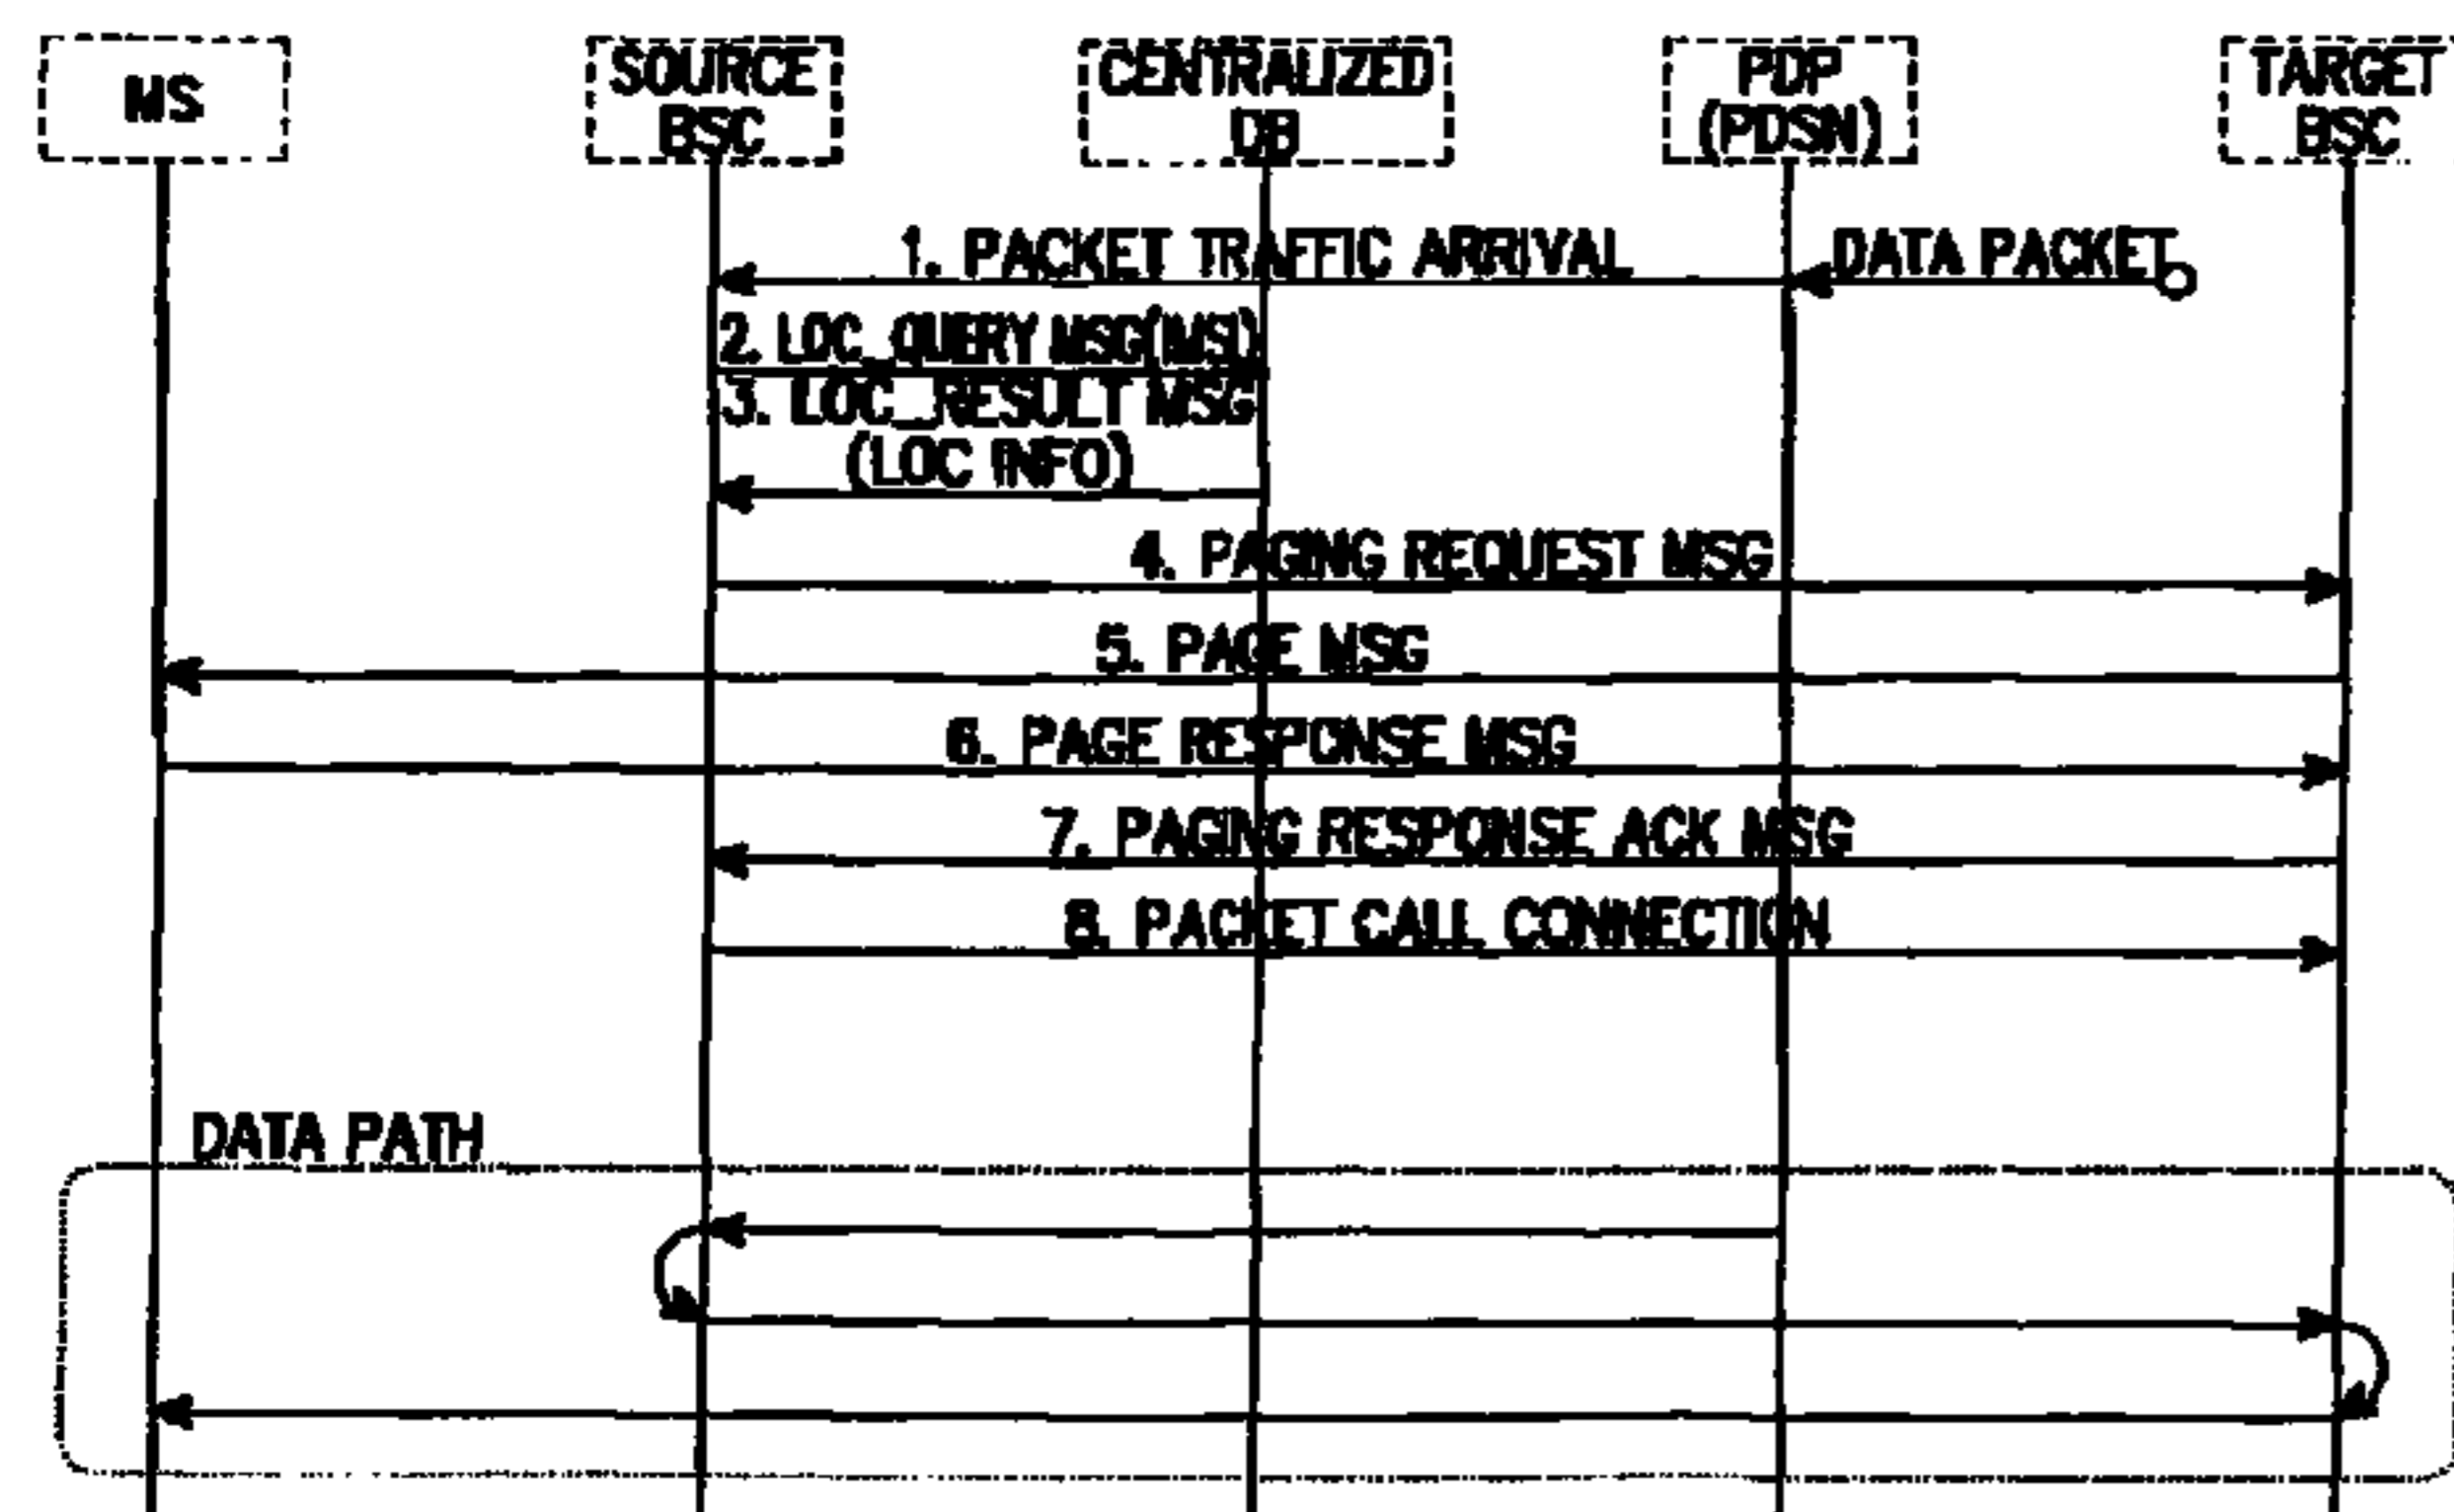 MS
SOURCE
BSC
CENTRALIZED
DB
PDP
(PDSN)
TARGET
BSC
1. PACKET TRAFFIC ARRIVAL
DATA PACKET
2. LOC_QUERY MSG(IMSI)
3. LOC_RESULT MSG
(LOC INFO)
4. PAGING REQUEST MSG
5. PAGE MSG
6. PAGE RESPONSE MSG
7. PAGING RESPONSE ACK MSG
8. PACKET CALL CONNECTION
DATA PATH